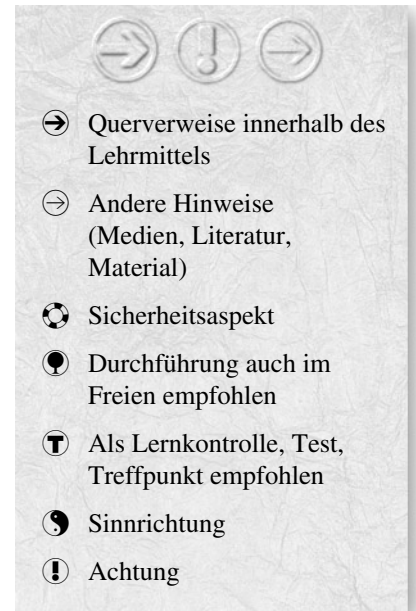 Querverweise innerhalb des
Lehrmittels
Andere Hinweise
(Medien, Literatur,
Material)
Sicherheitsaspekt
Durchführung auch im
Freien empfohlen
T Als Lernkontrolle, Test,
Treffpunkt empfohlen
Sinnrichtung
! Achtung